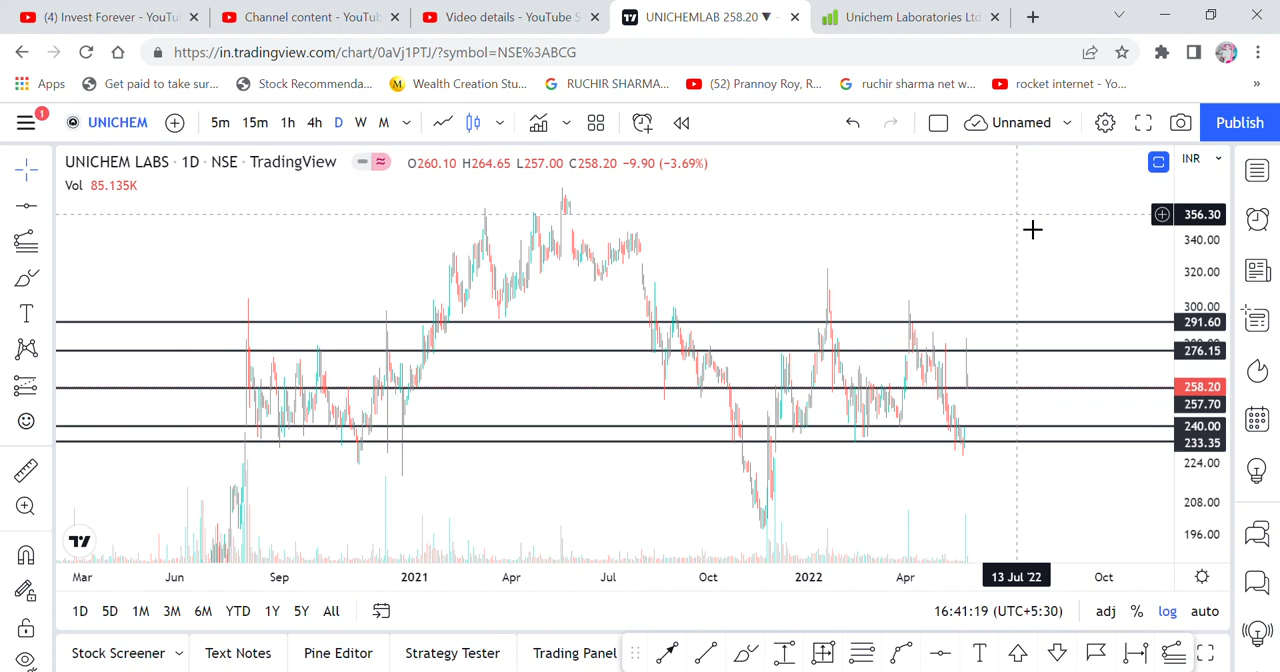 (4) Invest Forever - YouTu
Channel content - YouTub
Video details - YouTube S
UNICHEMLAB 258.20 ▼ -
Unichem Laboratories Ltd
https://in.tradingview.com/chart/0aVj1PTJ/?symbol=NSE%3ABCG
Apps
Get paid to take sur...
Stock Recommenda...
Wealth Creation Stu...
RUCHIR SHARMA...
(52) Prannoy Roy, R...
ruchir sharma net w...
rocket internet - Yo...
»
1
UNICHEM
5m 15m 1h 4h D W M
Unnamed
Publish
UNICHEM LABS · 1D · NSE · TradingView
O260.10 H264.65 L257.00 C258.20 −9.90 (−3.69%)
INR
Vol 85.135K
356.30
340.00
320.00
300.00
291.60
276.15
258.20
257.70
240.00
233.35
224.00
208.00
196.00
Mar Jun Sep 2021 Apr Jul Oct 2022 Apr 13 Jul '22 Oct
1D 5D 1M 3M 6M YTD 1Y 5Y All
16:41:19 (UTC+5:30) adj % log auto
Stock Screener Text Notes Pine Editor Strategy Tester Trading Panel